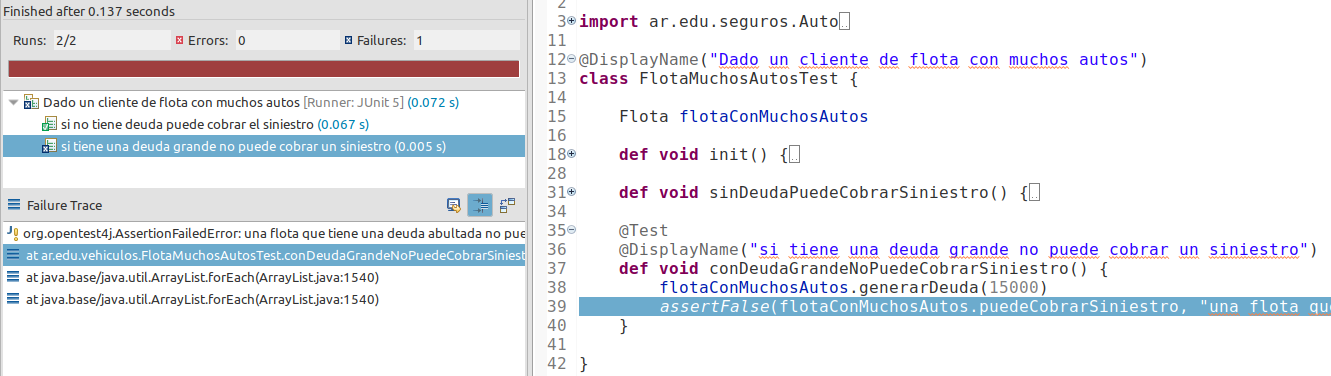 Finished after 0.137 seconds
Runs: 2/2 Errors: 0 Failures: 1
Dado un cliente de flota con muchos autos [Runner: JUnit 5] (0.072 s)
si no tiene deuda puede cobrar el siniestro (0.067 s)
si tiene una deuda grande no puede cobrar un siniestro (0.005 s)
Failure Trace
org.opentest4j.AssertionFailedError: una flota que tiene una deuda abultada no pue
at ar.edu.vehiculos.FlotaMuchosAutosTest.conDeudaGrandeNoPuedeCobrarSiniest
at java.base/java.util.ArrayList.forEach(ArrayList.java:1540)
at java.base/java.util.ArrayList.forEach(ArrayList.java:1540)
2
3 import ar.edu.seguros.Auto
11
12 @DisplayName("Dado un cliente de flota con muchos autos")
13 class FlotaMuchosAutosTest {
14
15 Flota flotaConMuchosAutos
16
18 def void init() {
28
31 def void sinDeudaPuedeCobrarSiniestro() {
34
35 @Test
36 @DisplayName("si tiene una deuda grande no puede cobrar un siniestro")
37 def void conDeudaGrandeNoPuedeCobrarSiniestro() {
38 flotaConMuchosAutos.generarDeuda(15000)
39 assertFalse(flotaConMuchosAutos.puedeCobrarSiniestro, "una flota que
40 }
41
42 }